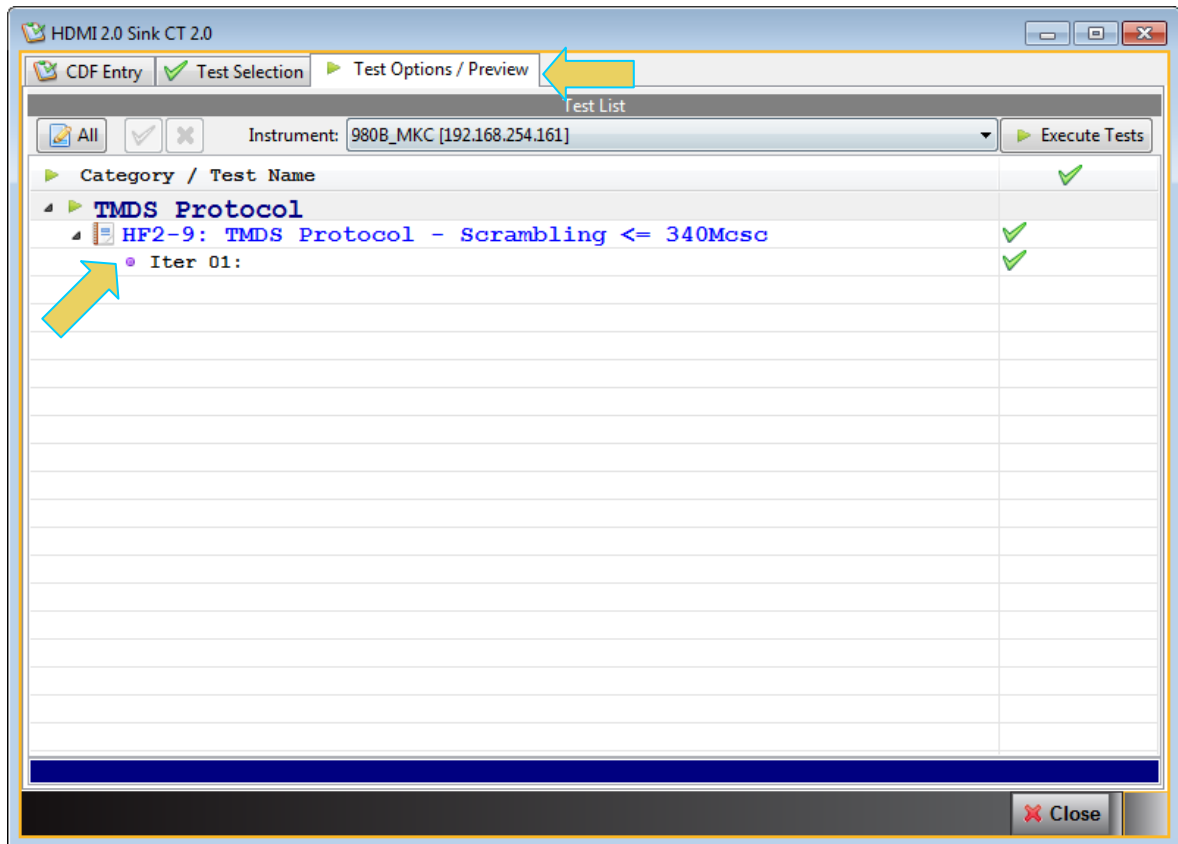 HDMI 2.0 Sink CT 2.0
CDF Entry Test Selection Test Options / Preview
Test List
All Instrument: 980B_MKC [192.168.254.161] Execute Tests
Category / Test Name
TMDS Protocol
HF2-9: TMDS Protocol - Scrambling <= 340Mcsc
Iter 01:
Close